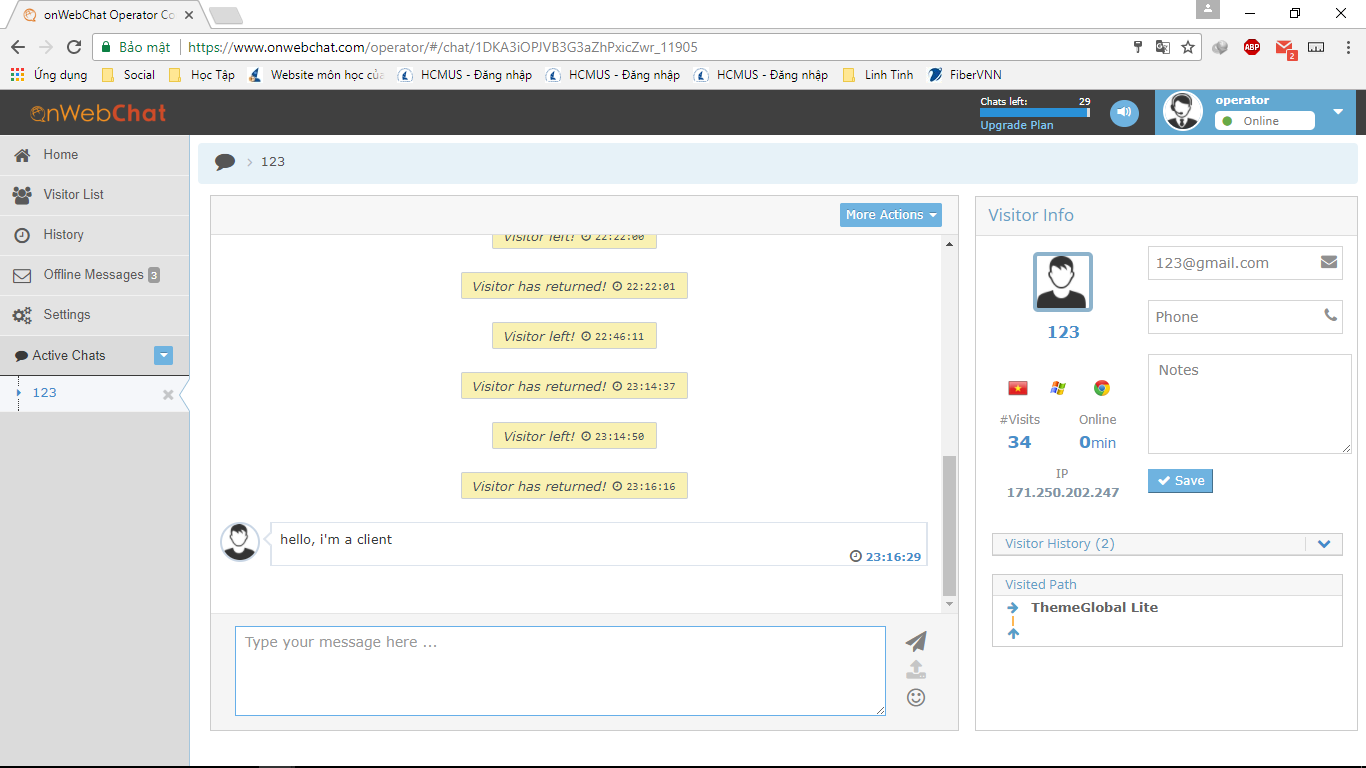 onWebChat Operator Co
Bảo mật
https://www.onwebchat.com/operator/#/chat/1DKA3iOPJVB3G3aZhPxicZwr_11905
ABP
2
Ứng dụng
Social
Học Tập
Website môn học củ
HCMUS - Đăng nhập
HCMUS - Đăng nhập
HCMUS - Đăng nhập
Linh Tinh
FiberVNN
onWebChat
Chats left: 29
Upgrade Plan
operator
Online
Home
Visitor List
History
Offline Messages 3
Settings
Active Chats
123
123
More Actions
Visitor left! 22:22:00
Visitor has returned! 22:22:01
Visitor left! 22:46:11
Visitor has returned! 23:14:37
Visitor left! 23:14:50
Visitor has returned! 23:16:16
hello, i'm a client
23:16:29
Type your message here ...
Visitor Info
123
123@gmail.com
Phone
Notes
#Visits
34
Online
0min
IP
171.250.202.247
Save
Visitor History (2)
Visited Path
ThemeGlobal Lite